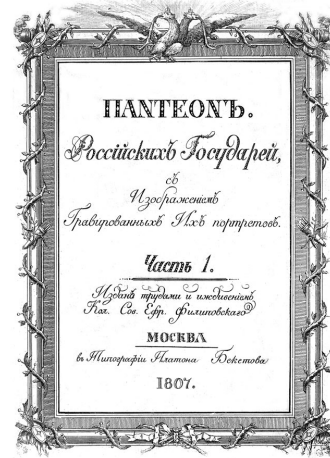 ПАНТЕОНЪ.
Россійскихъ Государей,
съ
Изображеніемъ
Гравированныхъ Ихъ портретовъ.
Часть 1.
Изданъ трудами и иждивеніемъ
Кол. Сов. Ефр. Филиповскаго
МОСКВА
въ Типографіи Платона Бекетова
1807.